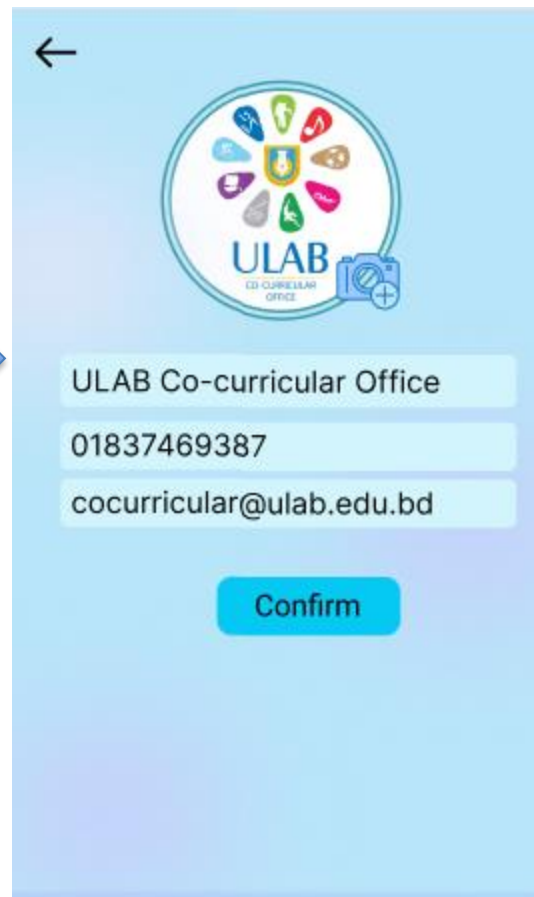 ULAB
CO-CURRICULAR
OFFICE
ULAB Co-curricular Office
01837469387
cocurricular@ulab.edu.bd
Confirm